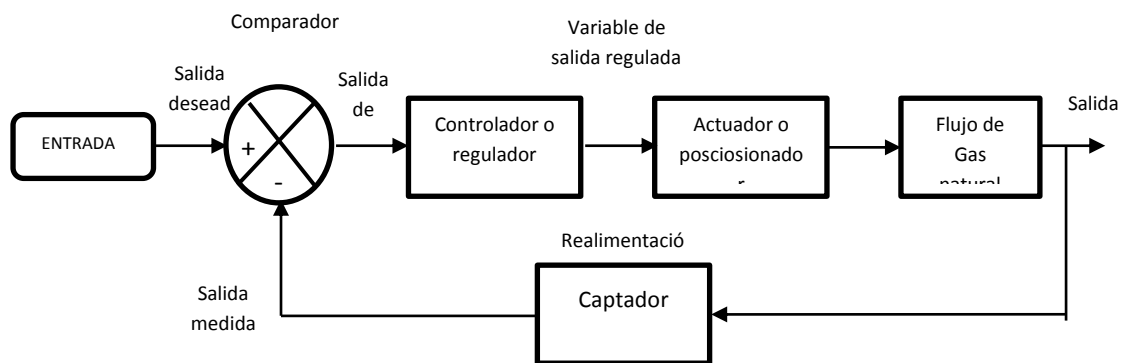 Comparador
Variable de
salida regulada
Salida
desead
Salida
de
Salida
ENTRADA
+
-
Controlador o
regulador
Actuador o
posciosionado
r
Flujo de
Gas
natural
Realimentació
Captador
Salida
medida